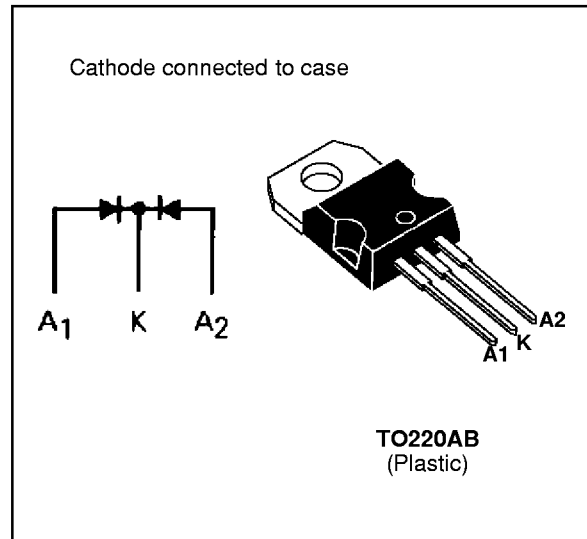 Cathode connected to case
A1 K A2
A2
K
A1
TO220AB
(Plastic)